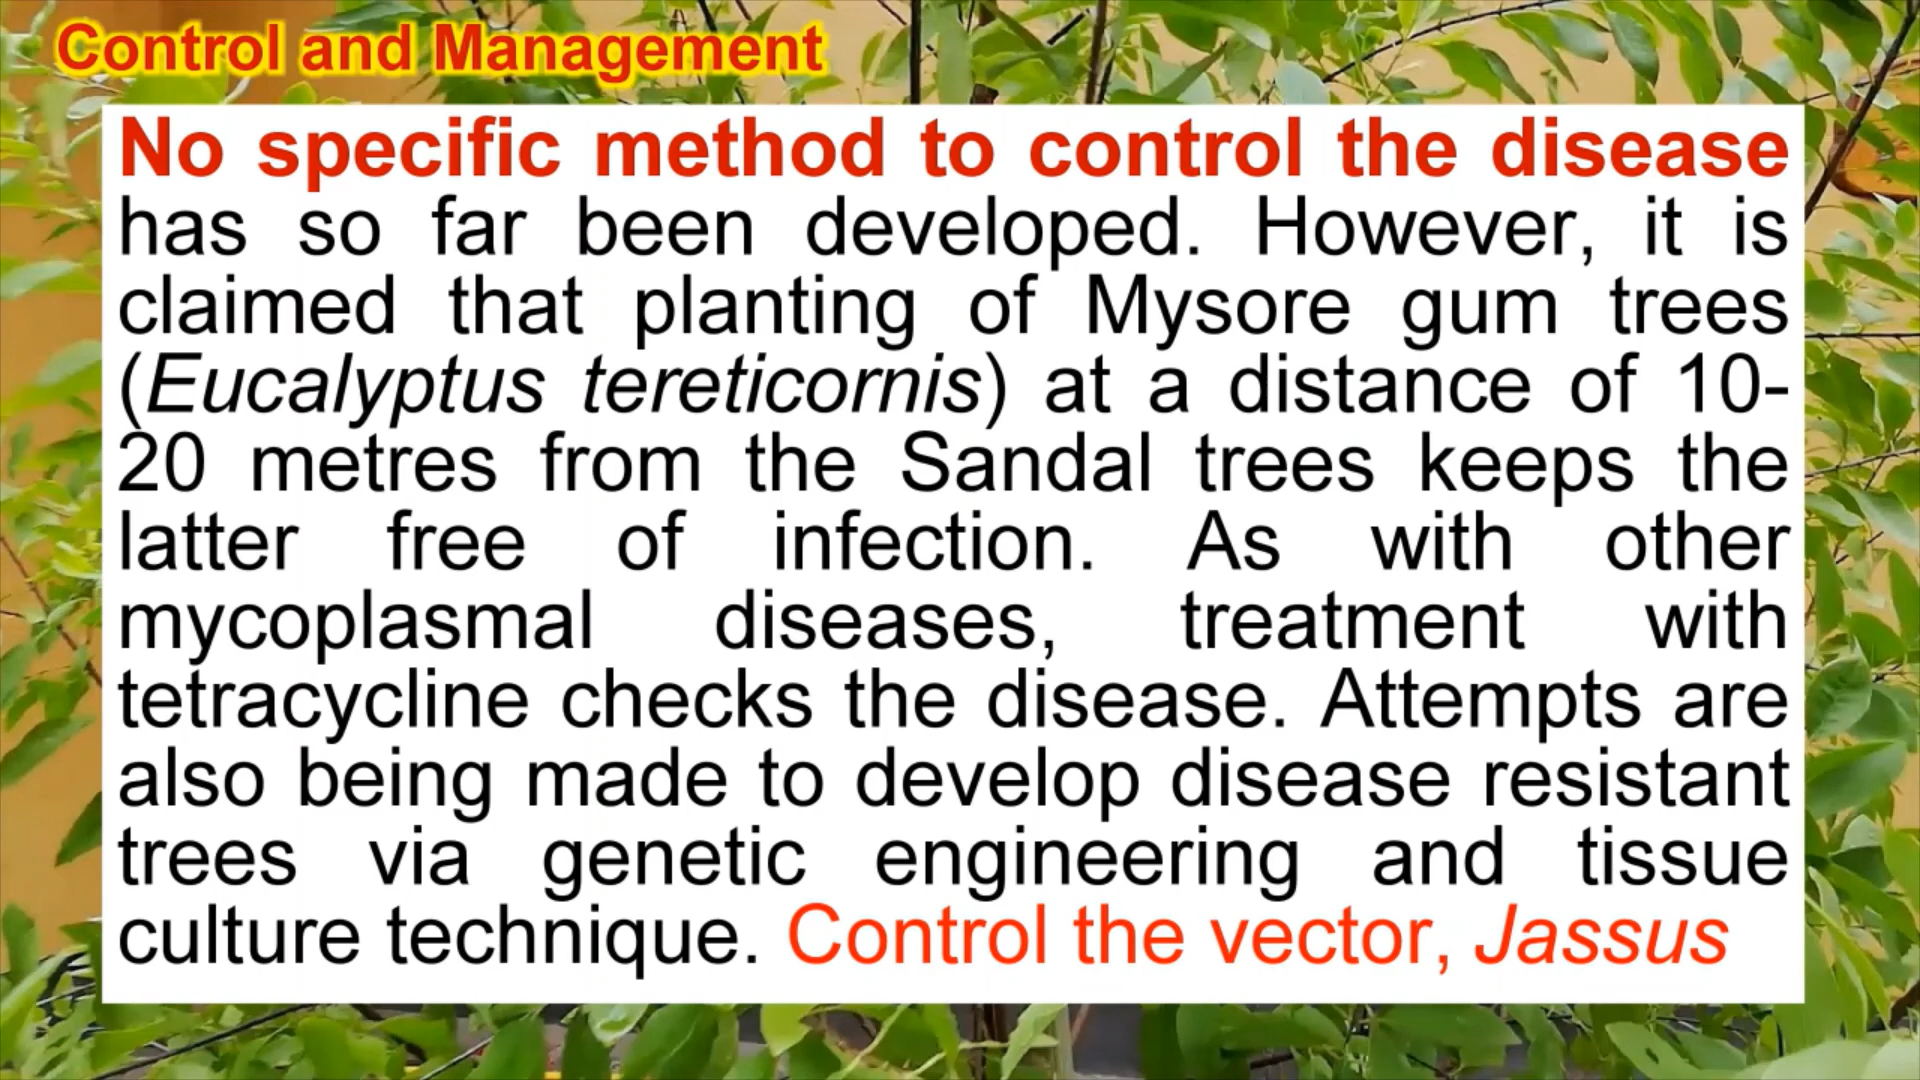 Control and Management
No specific method to control the disease
has so far been developed. However, it is
claimed that planting of Mysore gum trees
(Eucalyptus tereticornis) at a distance of 10-
20 metres from the Sandal trees keeps the
latter free of infection. As with other
mycoplasmal diseases, treatment with
tetracycline checks the disease. Attempts are
also being made to develop disease resistant
trees via genetic engineering and tissue
culture technique. Control the vector, Jassus